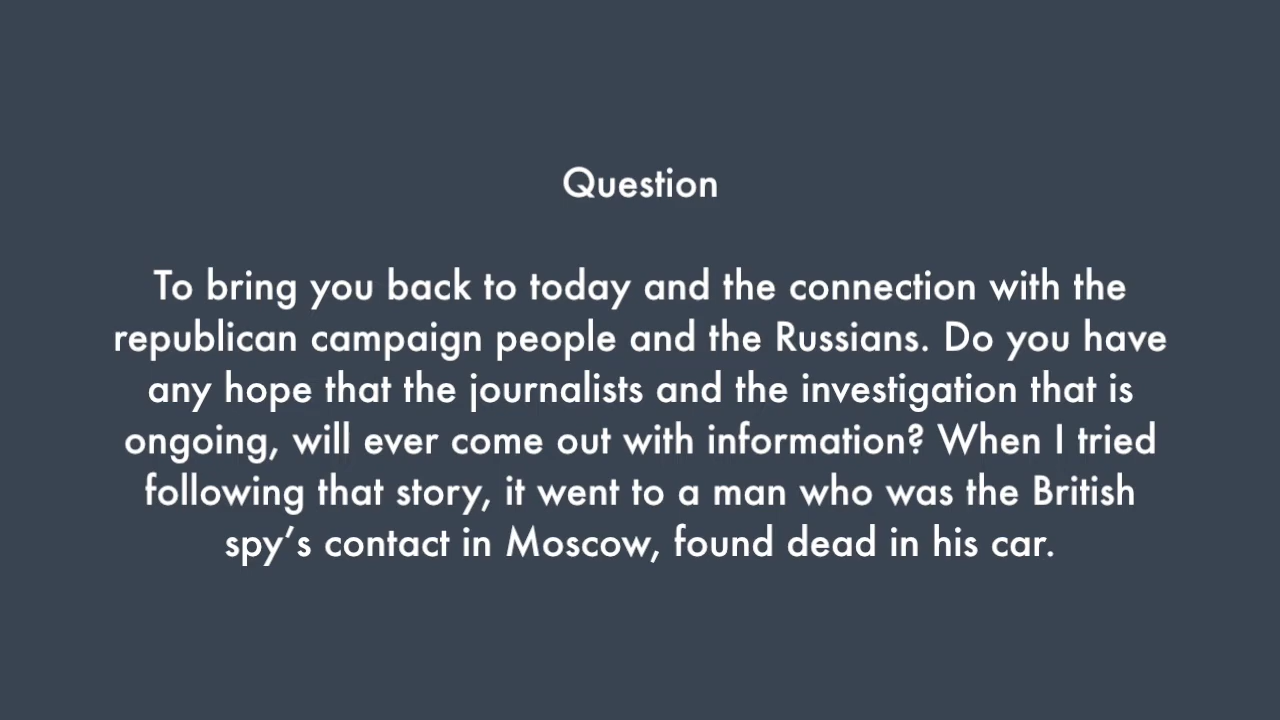 Question
To bring you back to today and the connection with the
republican campaign people and the Russians. Do you have
any hope that the journalists and the investigation that is
ongoing, will ever come out with information? When I tried
following that story, it went to a man who was the British
spy’s contact in Moscow, found dead in his car.